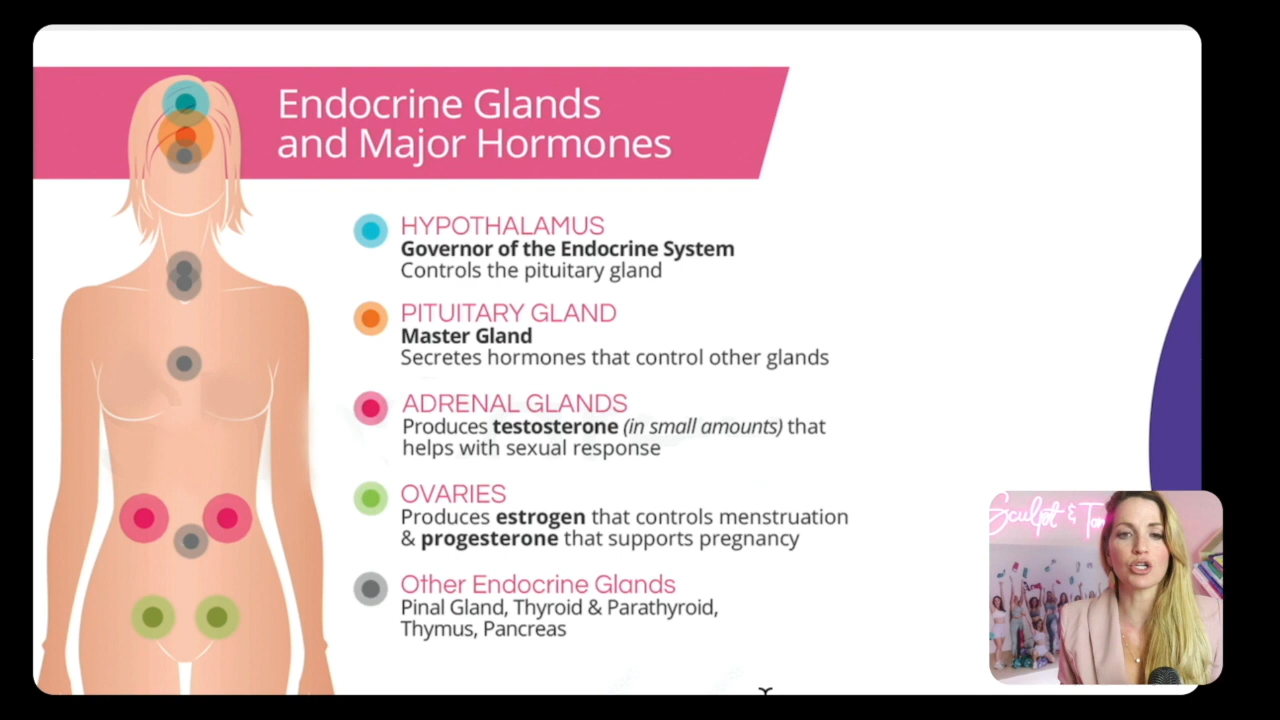 Endocrine Glands
and Major Hormones
HYPOTHALAMUS
Governor of the Endocrine System
Controls the pituitary gland
PITUITARY GLAND
Master Gland
Secretes hormones that control other glands
ADRENAL GLANDS
Produces testosterone (in small amounts) that
helps with sexual response
OVARIES
Produces estrogen that controls menstruation
& progesterone that supports pregnancy
Other Endocrine Glands
Pinal Gland, Thyroid & Parathyroid,
Thymus, Pancreas
Sculpt &